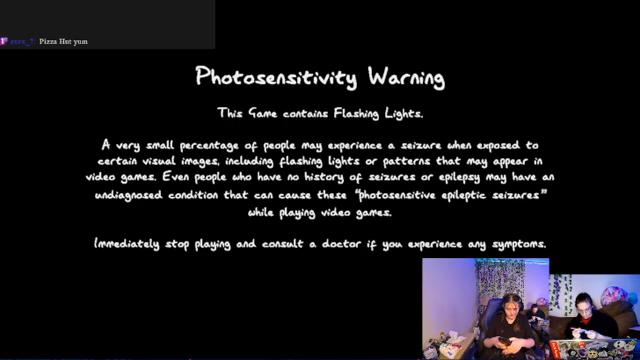 Pizza Hut yum
Photosensitivity Warning
This Game contains Flashing Lights.
A very small percentage of people may experience a seizure when exposed to
certain visual images, including flashing lights or patterns that may appear in
video games. Even people who have no history of seizures or epilepsy may have an
undiagnosed condition that can cause these "photosensitive epileptic seizures"
while playing video games.
Immediately stop playing and consult a doctor if you experience any symptoms.